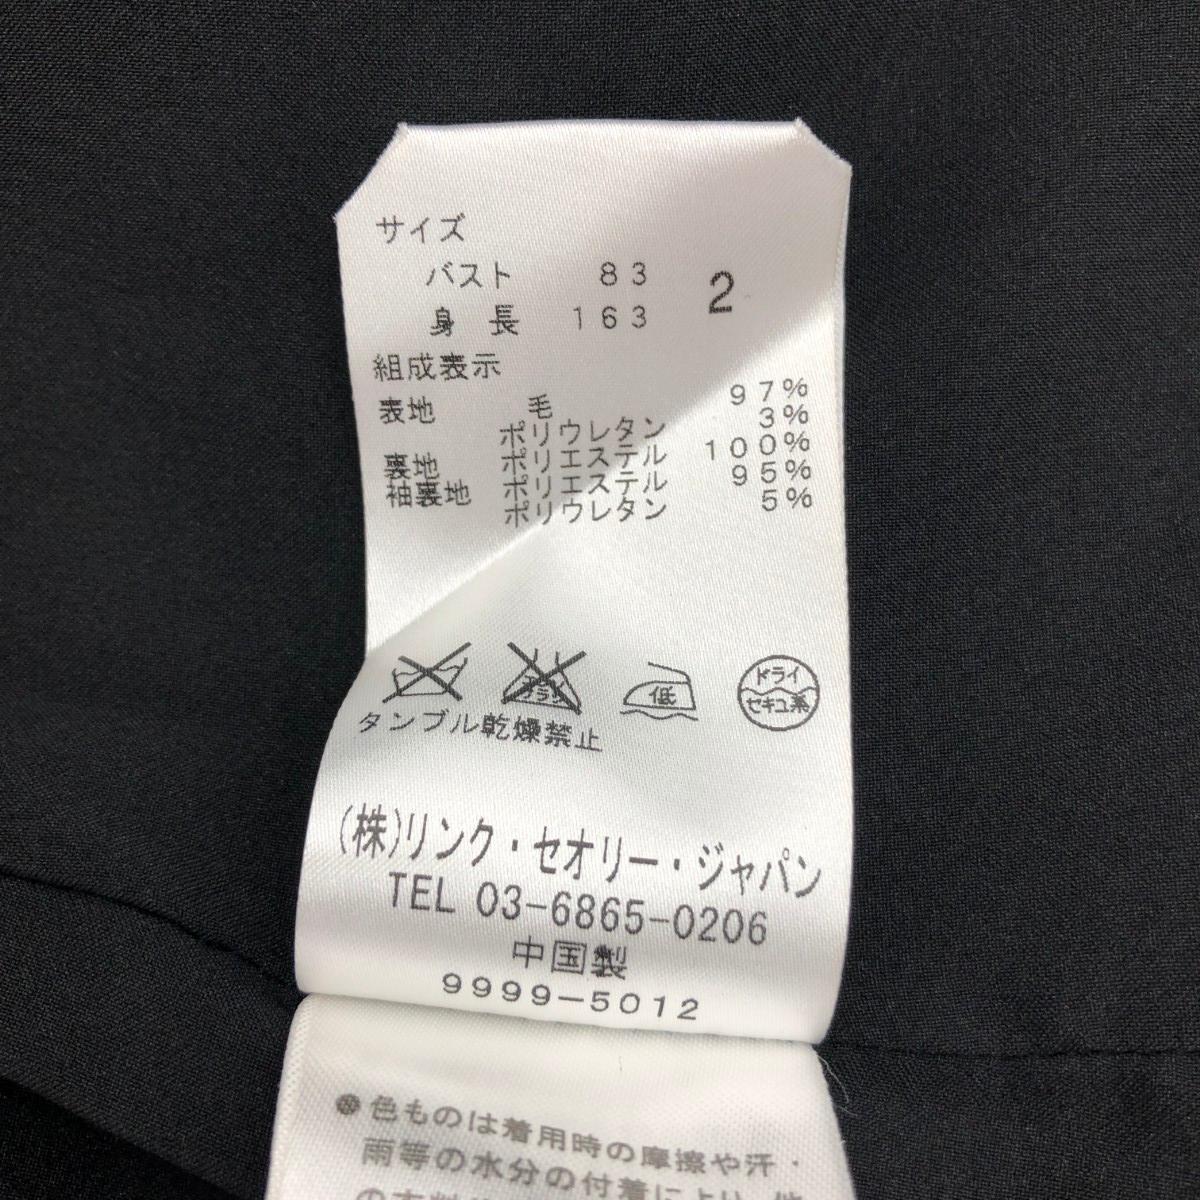 サイズ
バスト 83 2
身長 163
組成表示
表地 毛 97%
ポリウレタン 3%
裏地 ポリエステル 100%
袖裏地 ポリエステル 95%
ポリウレタン 5%
低
ドライ
セキユ系
タンブル乾燥禁止
(株)リンク・セオリー・ジャパン
TEL 03-6865-0206
中国製
9999-5012
●色ものは着用時の摩擦や汗・
雨等の水分の付着により、他